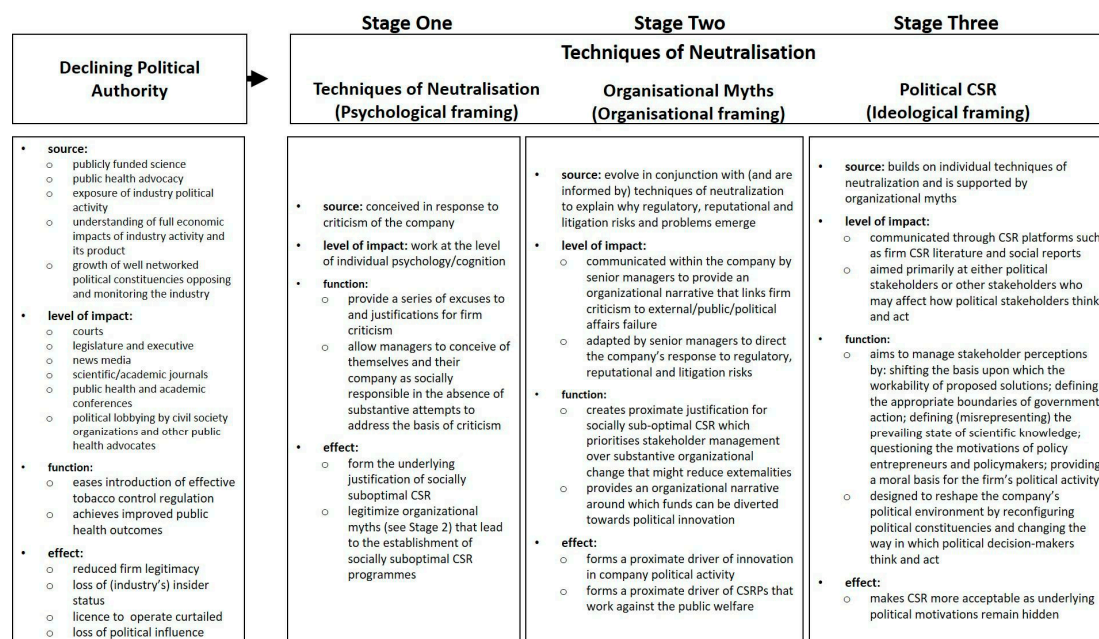 Stage One
Stage Two
Stage Three
Declining Political
Authority
Techniques of Neutralisation
Techniques of Neutralisation
(Psychological framing)
Organisational Myths
(Organisational framing)
Political CSR
(Ideological framing)
• source:
o publicly funded science
o public health advocacy
o exposure of industry political
activity
o understanding of full economic
impacts of industry activity and
its product
o growth of well networked
political constituencies opposing
and monitoring the industry
• level of impact:
o courts
o legislature and executive
o news media
o scientific/academic journals
o public health and academic
conferences
o political lobbying by civil society
organizations and other public
health advocates
• function:
o eases introduction of effective
tobacco control regulation
o achieves improved public
health outcomes
• effect:
o reduced firm legitimacy
o loss of (industry's) insider
status
o licence to operate curtailed
o loss of political influence
• source: conceived in response to
criticism of the company
• level of impact: work at the level
of individual psychology/cognition
• function:
o provide a series of excuses to
and justifications for firm
criticism
o allow managers to conceive of
themselves and their
company as socially
responsible in the absence of
substantive attempts to
address the basis of criticism
• effect:
o form the underlying
justification of socially
suboptimal CSR
o legitimize organizational
myths (see Stage 2) that lead
to the establishment of
socially suboptimal CSR
programmes
• source: evolve in conjunction with (and are
informed by) techniques of neutralization
to explain why regulatory, reputational and
litigation risks and problems emerge
• level of impact:
o communicated within the company by
senior managers to provide an
organizational narrative that links firm
criticism to external/public/political
affairs failure
o adapted by senior managers to direct
the company's response to regulatory,
reputational and litigation risks
• function:
o creates proximate justification for
socially sub-optimal CSR which
prioritises stakeholder management
over substantive organizational
change that might reduce externalities
o provides an organizational narrative
around which funds can be diverted
towards political innovation
• effect:
o forms a proximate driver of innovation
in company political activity
o forms a proximate driver of CSRPs that
work against the public welfare
• source: builds on individual techniques of
neutralization and is supported by
organizational myths
• level of impact:
o communicated through CSR platforms such
as firm CSR literature and social reports
o aimed primarily at either political
stakeholders or other stakeholders who
may affect how political stakeholders think
and act
• function:
o aims to manage stakeholder perceptions
by: shifting the basis upon which the
workability of proposed solutions; defining
the appropriate boundaries of government
action; defining (misrepresenting) the
prevailing state of scientific knowledge;
questioning the motivations of policy
entrepreneurs and policymakers; providing
a moral basis for the firm's political activity
o designed to reshape the company's
political environment by reconfiguring
political constituencies and changing the
way in which political decision-makers
think and act
• effect:
o makes CSR more acceptable as underlying
political motivations remain hidden